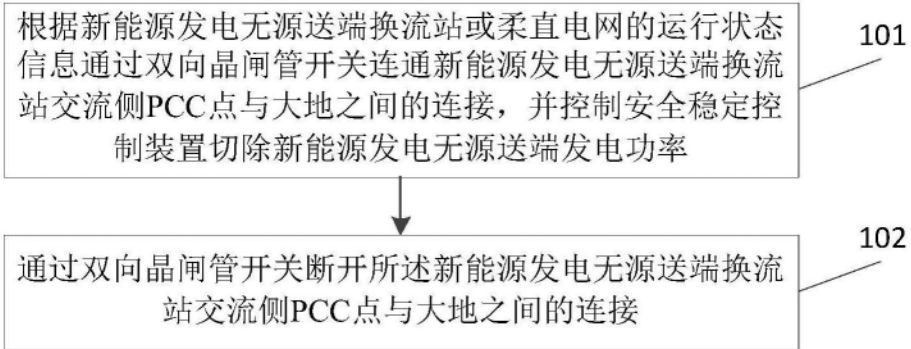 根据新能源发电无源送端换流站或柔直电网的运行状态
信息通过双向晶闸管开关连通新能源发电无源送端换流
站交流侧PCC点与大地之间的连接，并控制安全稳定控
制装置切除新能源发电无源送端发电功率
101
通过双向晶闸管开关断开所述新能源发电无源送端换流
站交流侧PCC点与大地之间的连接
102